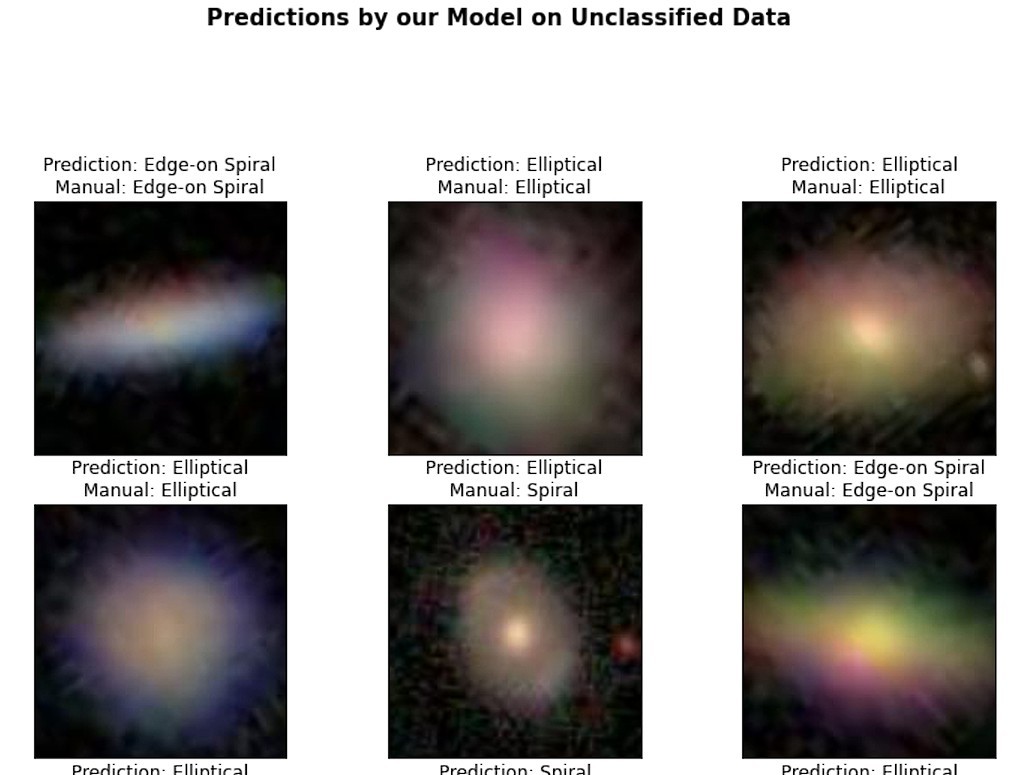 Predictions by our Model on Unclassified Data
Prediction: Edge-on Spiral
Manual: Edge-on Spiral
Prediction: Elliptical
Manual: Elliptical
Prediction: Elliptical
Manual: Elliptical
Prediction: Elliptical
Manual: Elliptical
Prediction: Elliptical
Manual: Spiral
Prediction: Edge-on Spiral
Manual: Edge-on Spiral
Prediction: Elliptical
Prediction: Spiral
Prediction: Elliptical